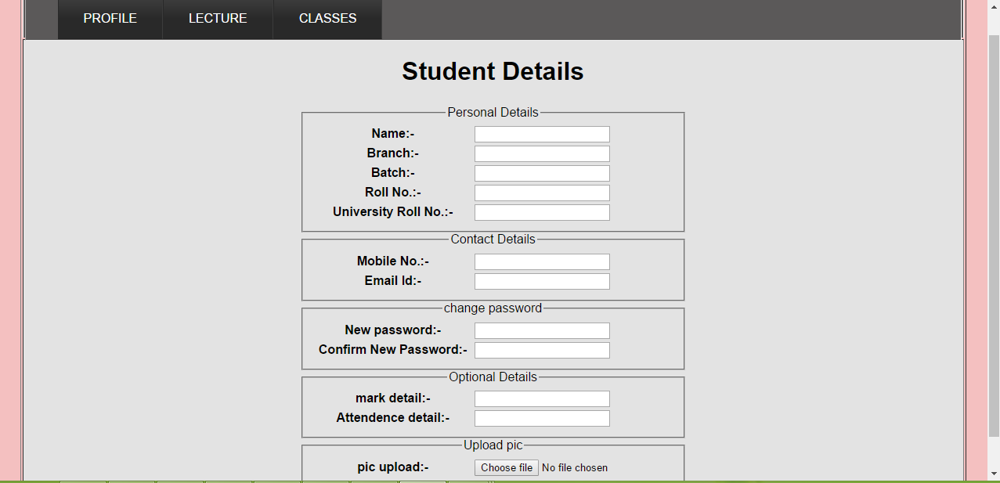 PROFILE LECTURE CLASSES
Student Details
Personal Details
Name:-
Branch:-
Batch:-
Roll No.:-
University Roll No.:-
Contact Details
Mobile No.:-
Email Id:-
change password
New password:-
Confirm New Password:-
Optional Details
mark detail:-
Attendence detail:-
Upload pic
pic upload:- Choose file No file chosen